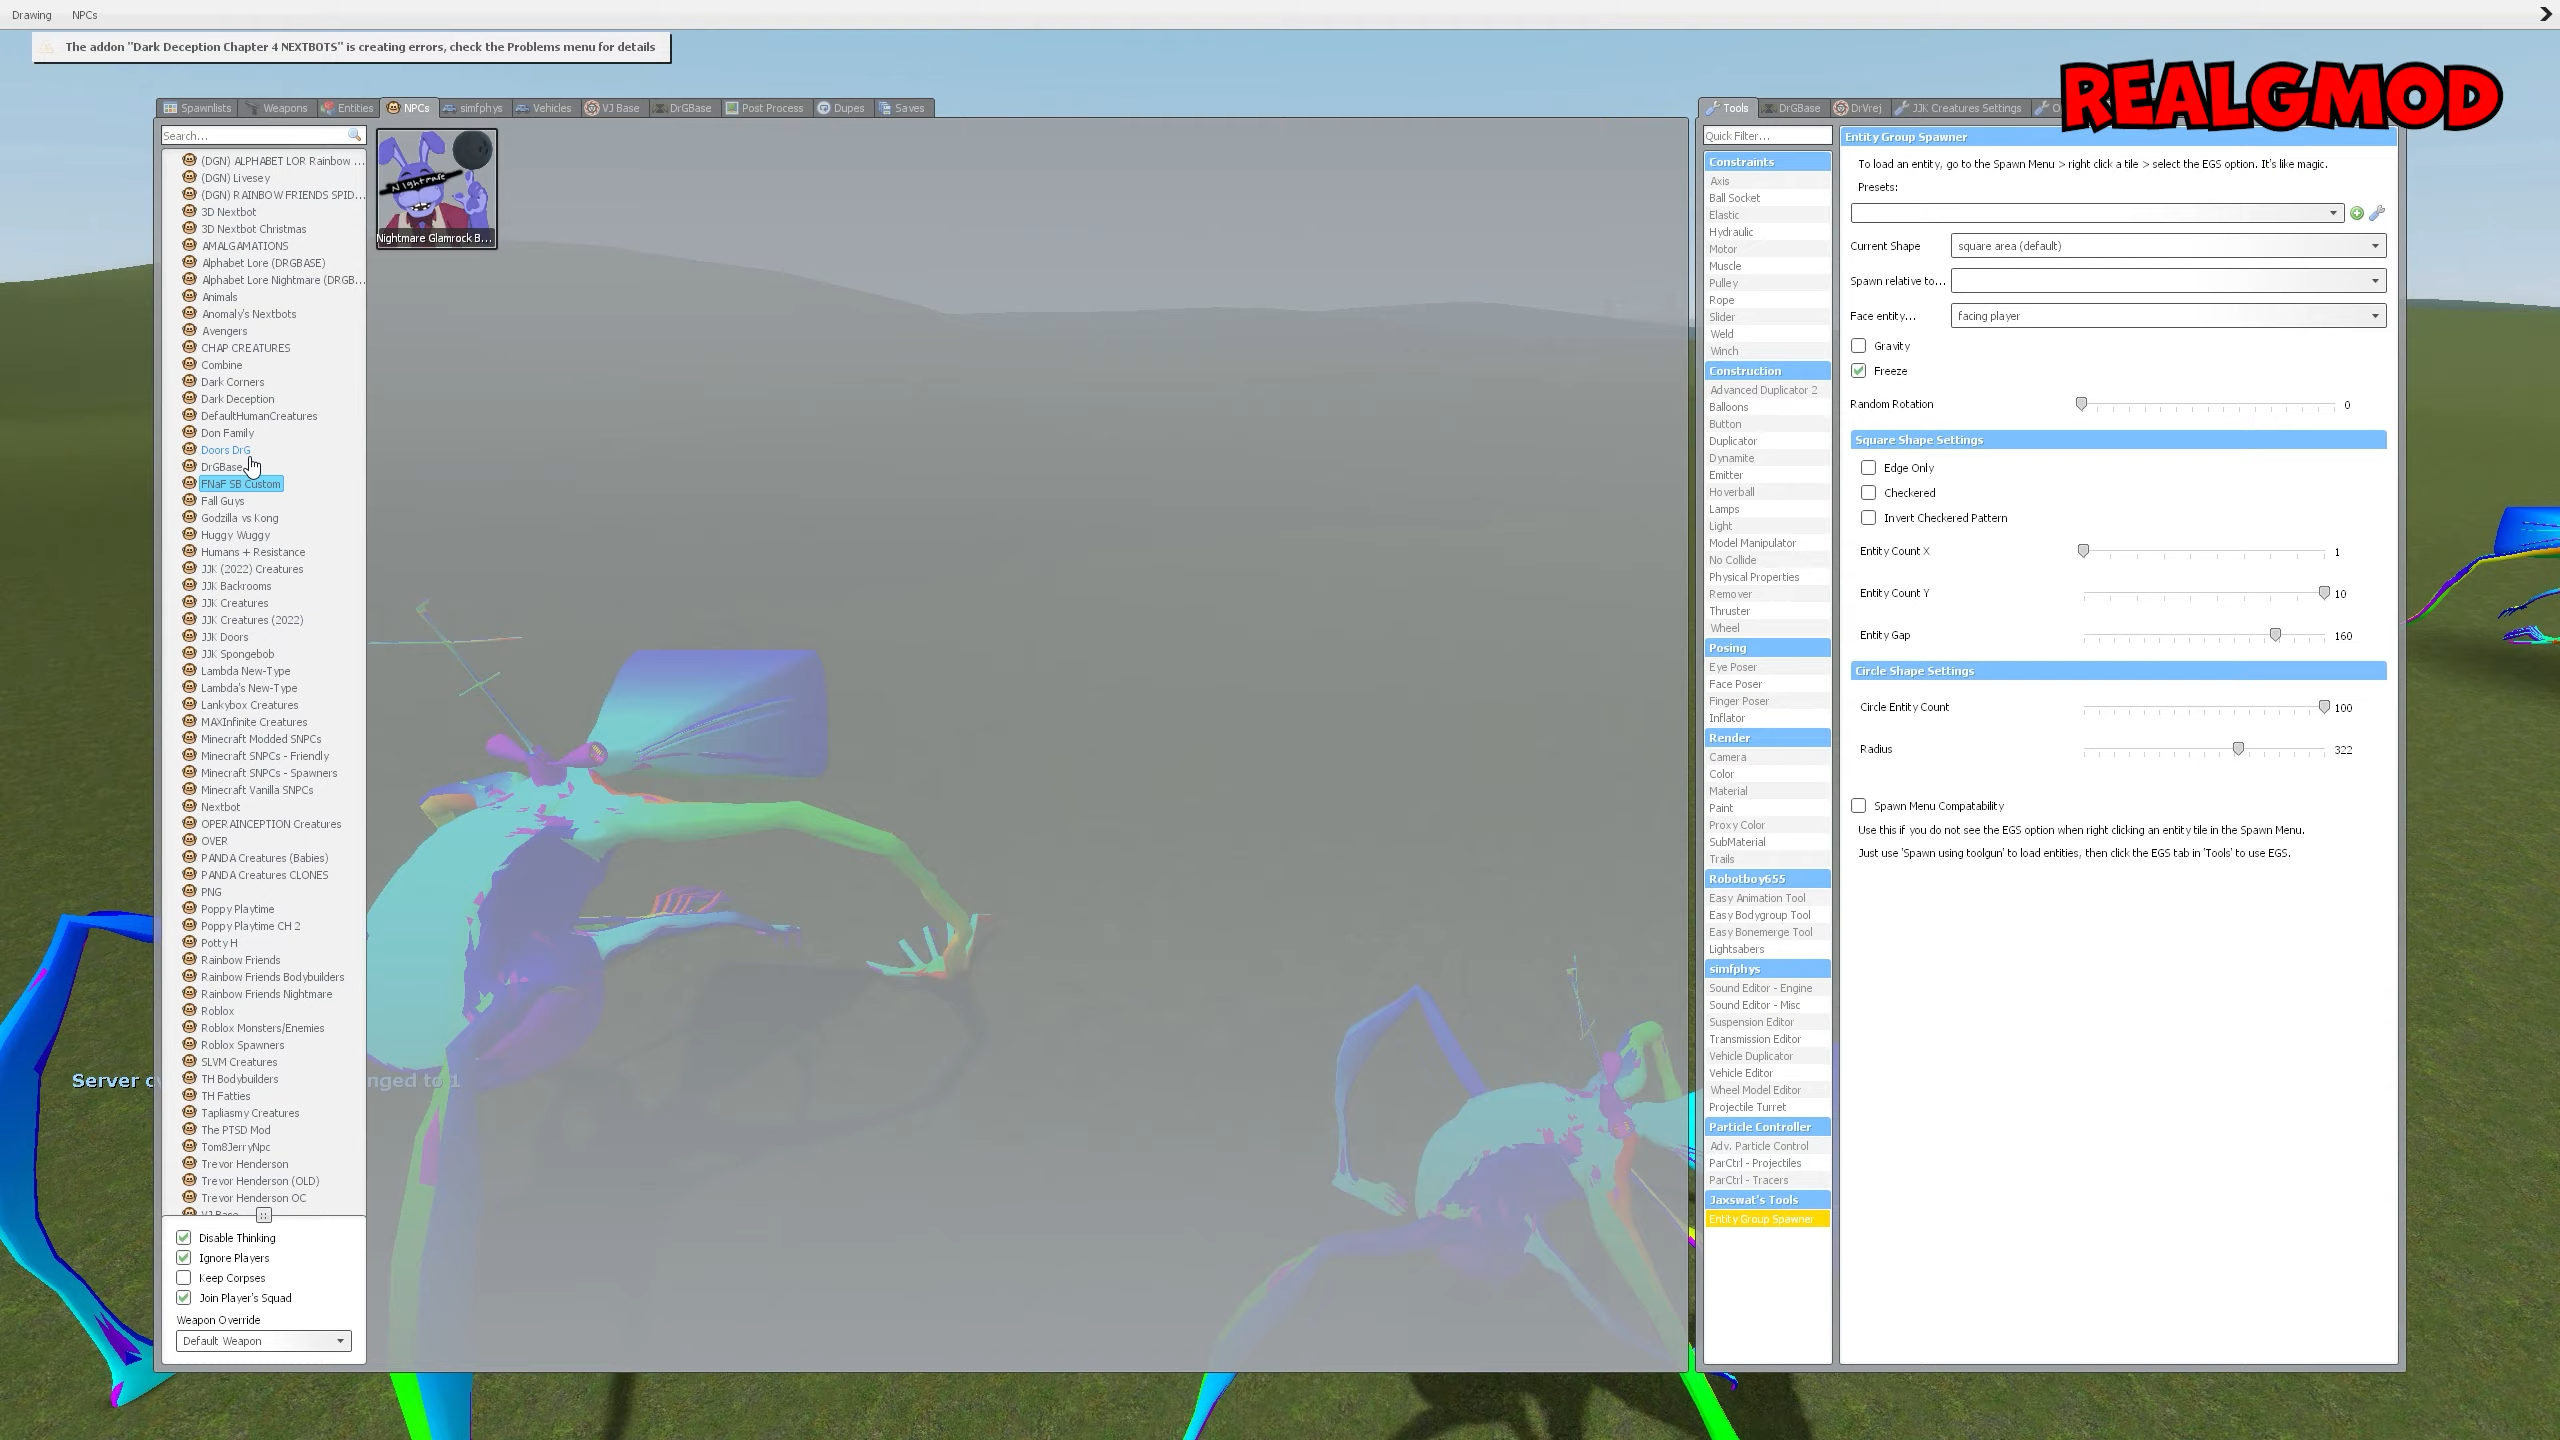 Drawing NPCs
The addon "Dark Deception Chapter 4 NEXTBOTS" is creating errors, check the Problems menu for details
REALGMOD
Spawnlists Weapons Entities NPCs simfphys Vehicles VJ Base DrGBase Post Process Dupes Saves
Search...
(DGN) ALPHABET LOR Rainbow ...
(DGN) Livesey
(DGN) RAINBOW FRIENDS SPID...
3D Nextbot
3D Nextbot Christmas
AMALGAMATIONS
Alphabet Lore (DRGBASE)
Alphabet Lore Nightmare (DRGB...
Animals
Anomaly's Nextbots
Avengers
CHAP CREATURES
Combine
Dark Corners
Dark Deception
DefaultHumanCreatures
Don Family
Doors DrG
DrGBase
FNaF SB Custom
Fall Guys
Godzilla vs Kong
Huggy Wuggy
Humans + Resistance
JJK (2022) Creatures
JJK Backrooms
JJK Creatures
JJK Creatures (2022)
JJK Doors
JJK Spongebob
Lambda New-Type
Lambda's New-Type
Lankybox Creatures
MAXInfinite Creatures
Minecraft Modded SNPCs
Minecraft SNPCs - Friendly
Minecraft SNPCs - Spawners
Minecraft Vanilla SNPCs
Nextbot
OPERAINCEPTION Creatures
OVER
PANDA Creatures (Babies)
PANDA Creatures CLONES
PNG
Poppy Playtime
Poppy Playtime CH 2
Potty H
Rainbow Friends
Rainbow Friends Bodybuilders
Rainbow Friends Nightmare
Roblox
Roblox Monsters/Enemies
Roblox Spawners
SLVM Creatures
TH Bodybuilders
TH Fatties
Tapliasmy Creatures
The PTSD Mod
Tom8JerryNpc
Trevor Henderson
Trevor Henderson (OLD)
Trevor Henderson OC
VJ Base
Disable Thinking
Ignore Players
Keep Corpses
Join Player's Squad
Weapon Override
Default Weapon
Nightmare
Nightmare Glamrock B...
Server c
nged to 1
Tools DrGBase DrVrej JJK Creatures Settings
Quick Filter...
Constraints
Axis
Ball Socket
Elastic
Hydraulic
Motor
Muscle
Pulley
Rope
Slider
Weld
Winch
Construction
Advanced Duplicator 2
Balloons
Button
Duplicator
Dynamite
Emitter
Hoverball
Lamps
Light
Model Manipulator
No Collide
Physical Properties
Remover
Thruster
Wheel
Posing
Eye Poser
Face Poser
Finger Poser
Inflator
Render
Camera
Color
Material
Paint
Proxy Color
SubMaterial
Trails
Robotboy655
Easy Animation Tool
Easy Bodygroup Tool
Easy Bonemerge Tool
Lightsabers
simfphys
Sound Editor - Engine
Sound Editor - Misc
Suspension Editor
Transmission Editor
Vehicle Duplicator
Vehicle Editor
Wheel Model Editor
Projectile Turret
Particle Controller
Adv. Particle Control
ParCtrl - Projectiles
ParCtrl - Tracers
Jaxswat's Tools
Entity Group Spawner
Entity Group Spawner
To load an entity, go to the Spawn Menu > right click a tile > select the EGS option. It's like magic.
Presets:
Current Shape square area (default)
Spawn relative to...
Face entity... facing player
Gravity
Freeze
Random Rotation 0
Square Shape Settings
Edge Only
Checkered
Invert Checkered Pattern
Entity Count X 1
Entity Count Y 10
Entity Gap 160
Circle Shape Settings
Circle Entity Count 100
Radius 322
Spawn Menu Compatability
Use this if you do not see the EGS option when right clicking an entity tile in the Spawn Menu.
Just use 'Spawn using toolgun' to load entities, then click the EGS tab in 'Tools' to use EGS.